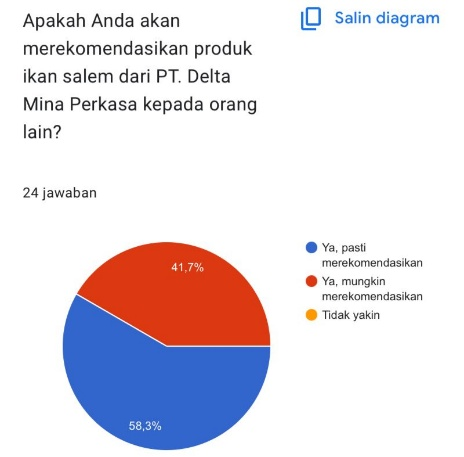 Apakah Anda akan
merekomendasikan produk
ikan salem dari PT. Delta
Mina Perkasa kepada orang
lain?
Salin diagram
24 jawaban
41,7%
58,3%
Ya, pasti
merekomendasikan
Ya, mungkin
merekomendasikan
Tidak yakin